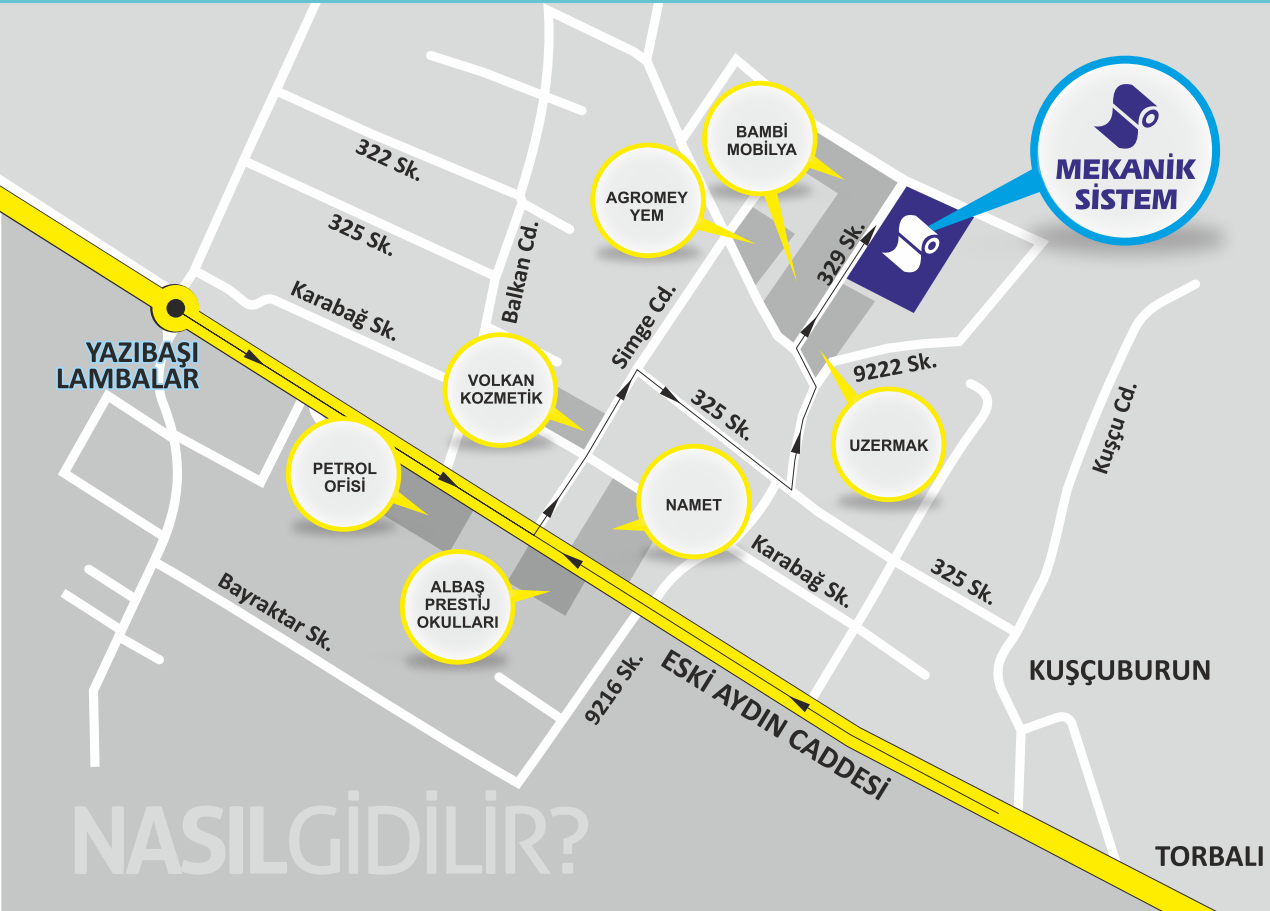 BAMBİ
MOBİLYA
MEKANİK
SİSTEM
AGROMEY
YEM
322 Sk.
325 Sk.
Balkan Cd.
329 Sk.
Karabağ Sk.
Simge Cd.
YAZIBAŞI
LAMBALAR
VOLKAN
KOZMETİK
9222 Sk.
325 Sk.
Kuşçu Cd.
UZERMAK
PETROL
OFİSİ
NAMET
ALBAŞ
PRESTİJ
OKULLARI
Karabağ Sk.
325 Sk.
Bayraktar Sk.
9216 Sk.
ESKİ AYDIN CADDESİ
KUŞÇUBURUN
NASILGİDİLİR?
TORBALI